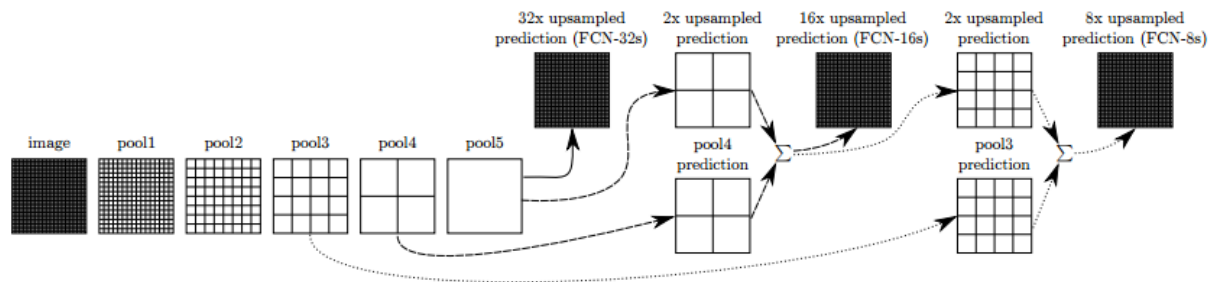 32x upsampled
prediction (FCN-32s)
2x upsampled
prediction
16x upsampled
prediction (FCN-16s)
2x upsampled
prediction
8x upsampled
prediction (FCN-8s)
image
pool1
pool2
pool3
pool4
pool5
pool4
prediction
Σ
pool3
prediction
Σ